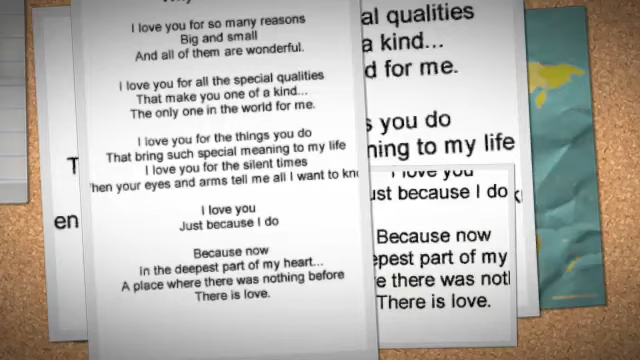 I love you for so many reasons
Big and small
And all of them are wonderful.
I love you for all the special qualities
That make you one of a kind...
The only one in the world for me.
I love you for the things you do
That bring such special meaning to my life
I love you for the silent times
hen your eyes and arms tell me all I want to kn
I love you
Just because I do
Because now
in the deepest part of my heart...
A place where there was nothing before
There is love.
T
en
al qualities
a kind...
d for me.
s you do
ning to my life
I love you
ust because I do
Because now
epest part of my
e there was not
There is love.